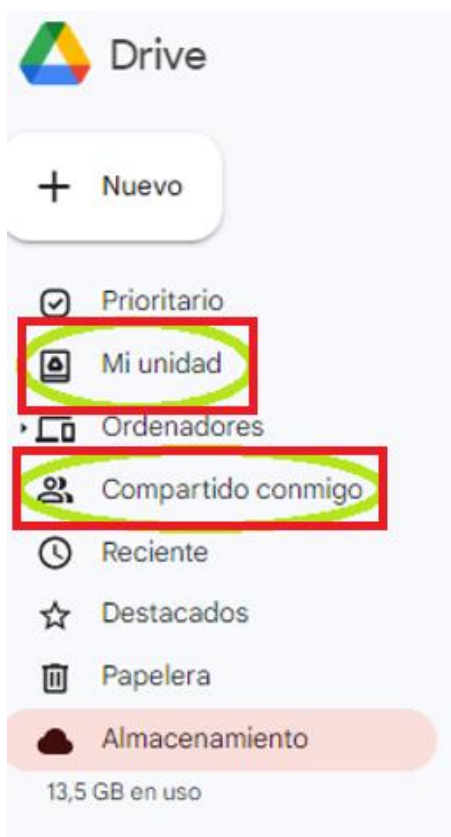 Drive
Nuevo
Prioritario
Mi unidad
Ordenadores
Compartido conmigo
Reciente
Destacados
Papelera
Almacenamiento
13,5 GB en uso